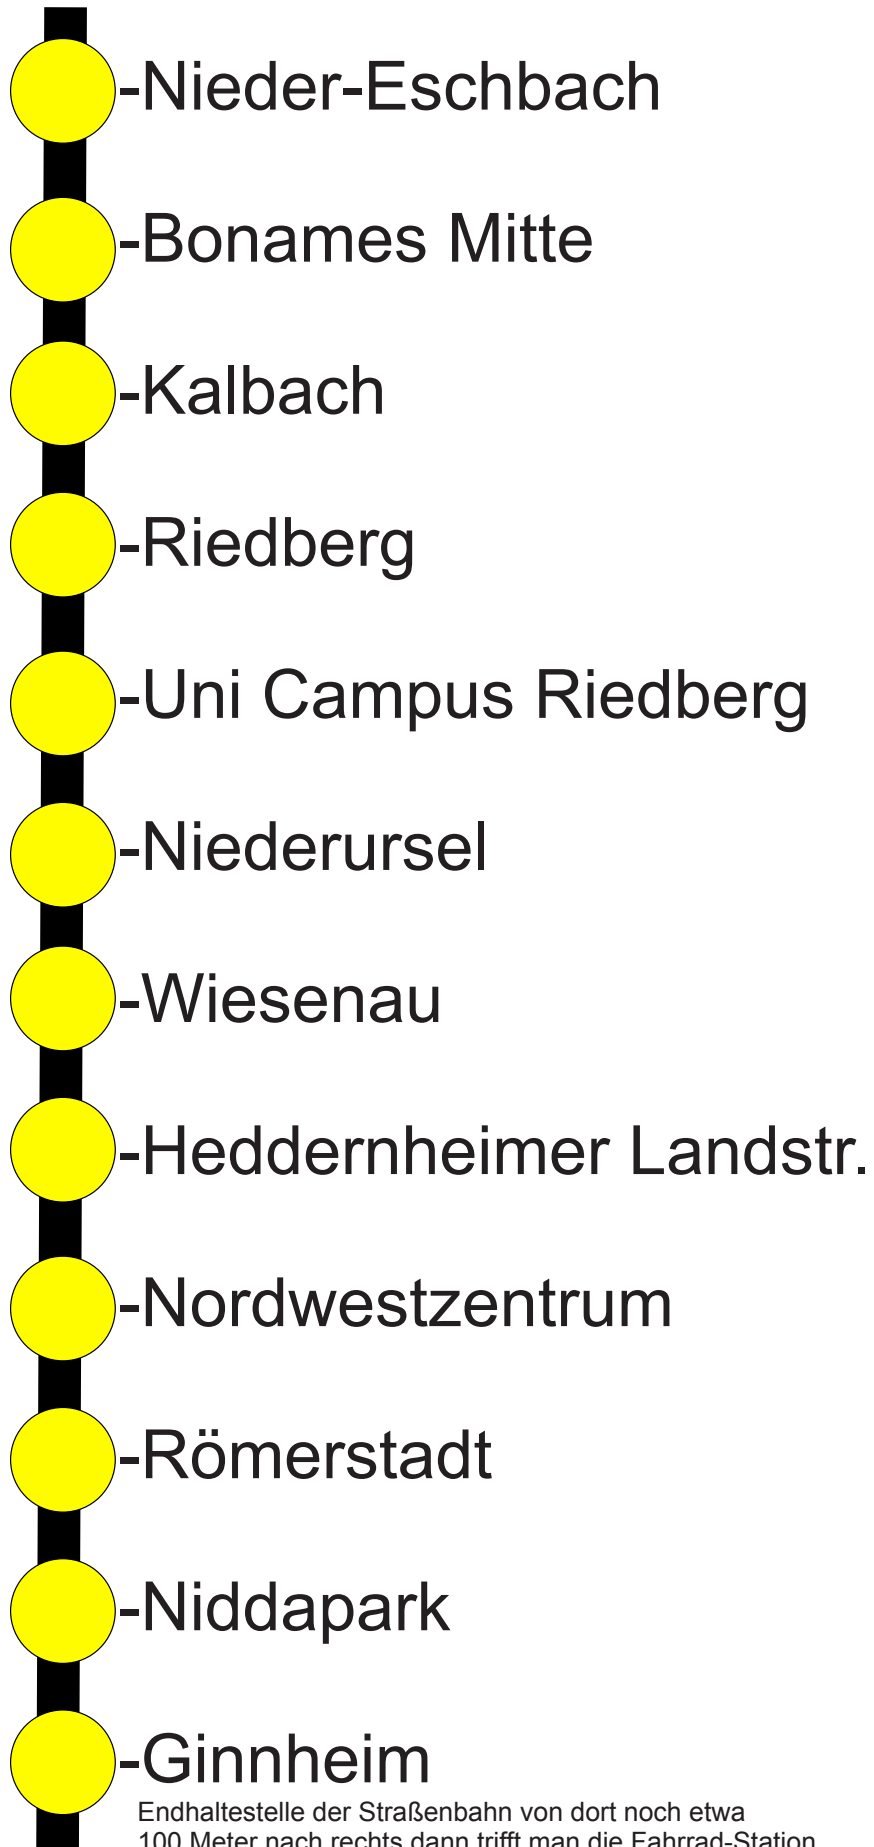 -Nieder-Eschbach
-Bonames Mitte
-Kalbach
-Riedberg
-Uni Campus Riedberg
-Niederursel
-Wiesenau
-Heddernheimer Landstr.
-Nordwestzentrum
-Römerstadt
-Niddapark
-Ginnheim
Endhaltestelle der Straßenbahn von dort noch etwa
100 Meter nach rechts dann trifft man die Fahrrad-Station